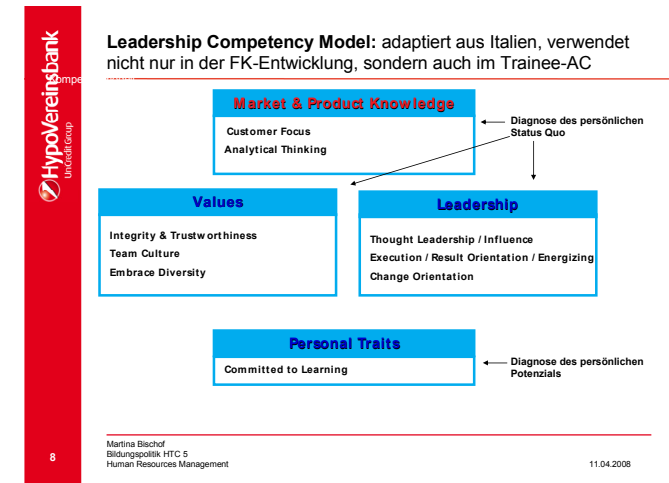 HypoVereinsbank
UniCredit Group
Leadership Competency Model: adaptiert aus Italien, verwendet
nicht nur in der FK-Entwicklung, sondern auch im Trainee-AC
Market & Product Knowledge
Customer Focus
Analytical Thinking
Diagnose des persönlichen
Status Quo
Values
Integrity & Trustworthiness
Team Culture
Embrace Diversity
Leadership
Thought Leadership / Influence
Execution / Result Orientation / Energizing
Change Orientation
Personal Traits
Committed to Learning
Diagnose des persönlichen
Potenzials
8
Martina Bischof
Bildungspolitik HTC 5
Human Resources Management
11.04.2008